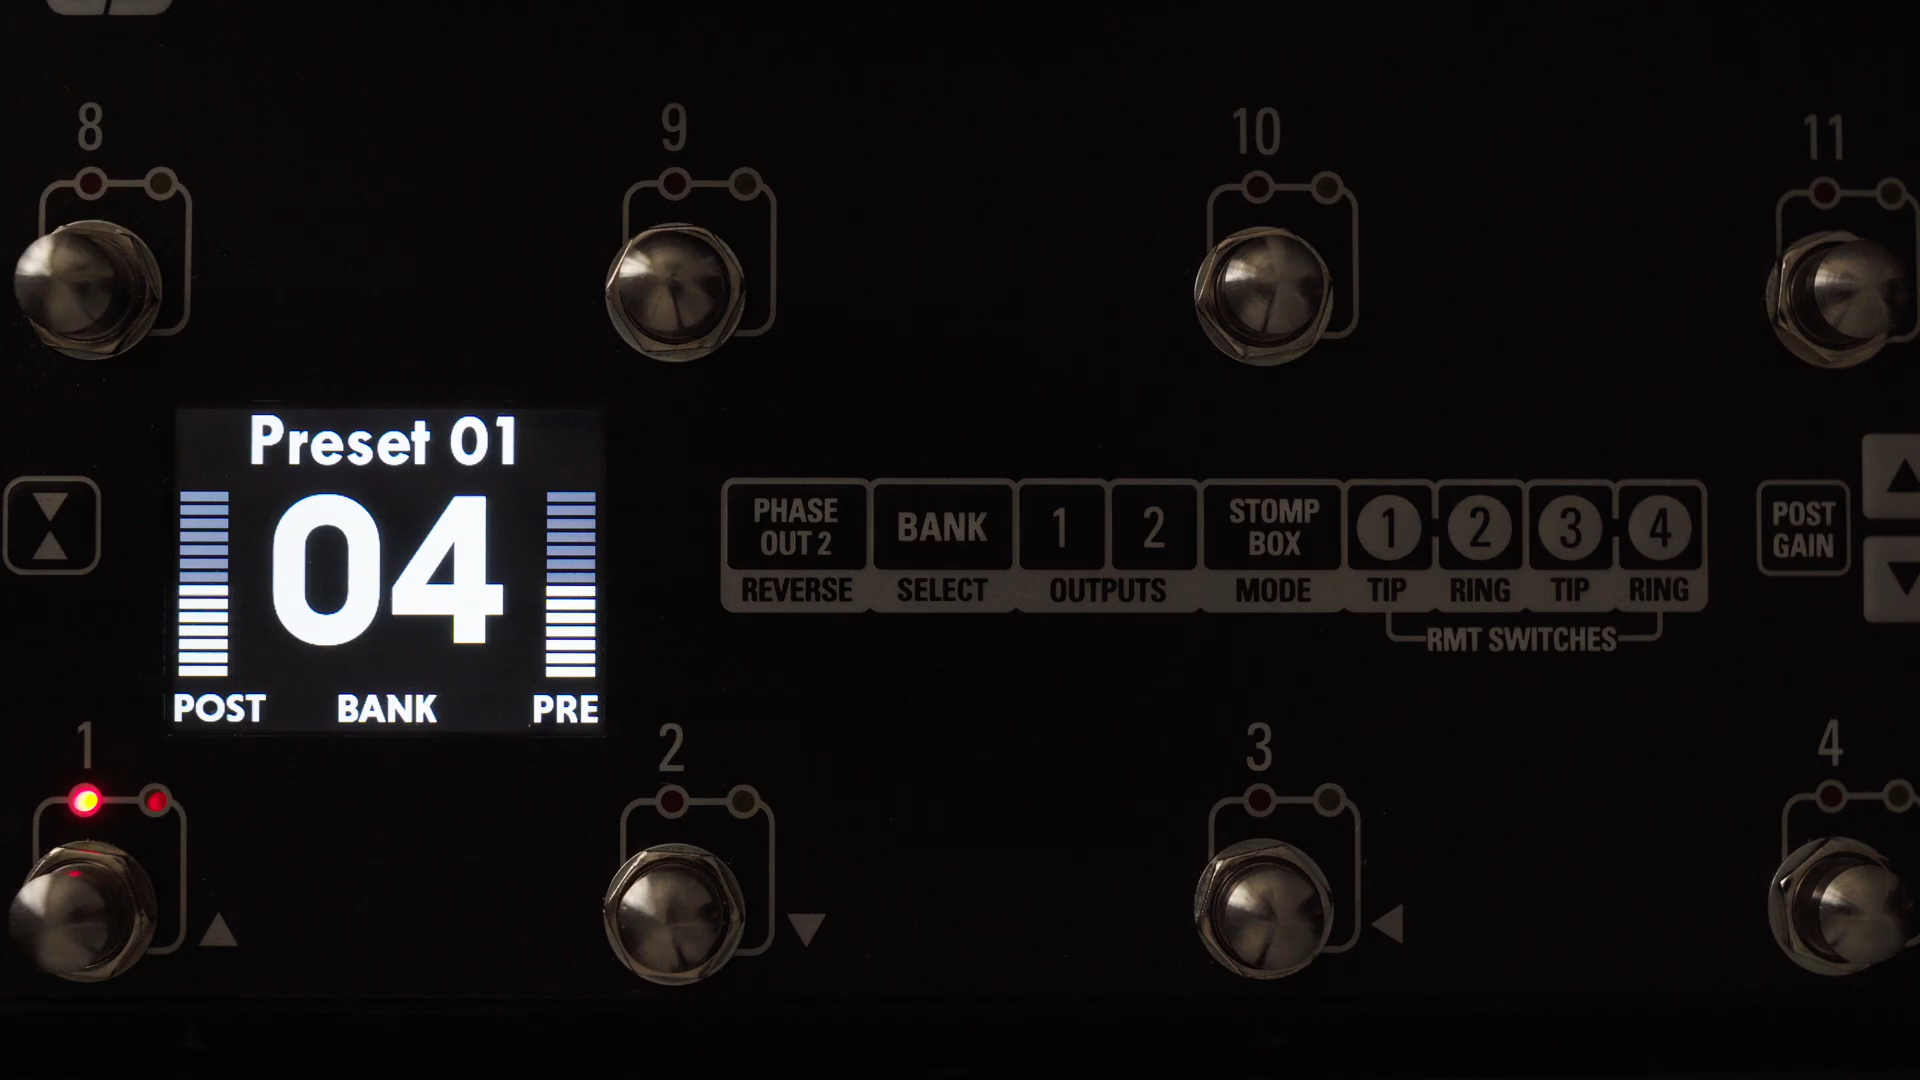 8
9
10
11
Preset 01
04
POST BANK PRE
PHASE OUT 2
REVERSE
BANK
SELECT
1 2
OUTPUTS
STOMP BOX
MODE
1 2 3 4
TIP RING TIP RING
RMT SWITCHES
POST GAIN
1
2
3
4